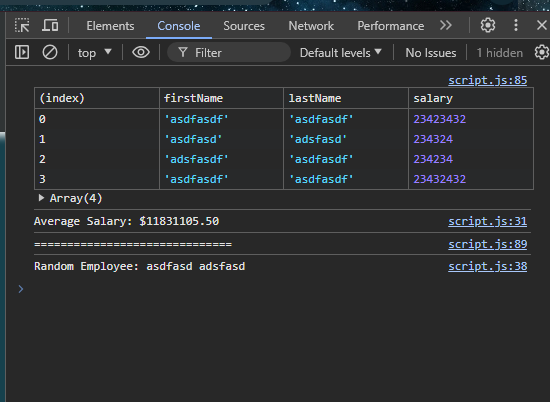 Elements Console Sources Network Performance
top Filter Default levels No Issues 1 hidden
script.js:85
(index) firstName lastName salary
0 'asdfasdf' 'asdfasdf' 23423432
1 'asdfasd' 'adsfasd' 234324
2 'adsfasdf' 'asdfasdf' 234234
3 'asdfasdf' 'asdfasdf' 23432432
Array(4)
Average Salary: $11831105.50 script.js:31
============================== script.js:89
Random Employee: asdfasd adsfasd script.js:38